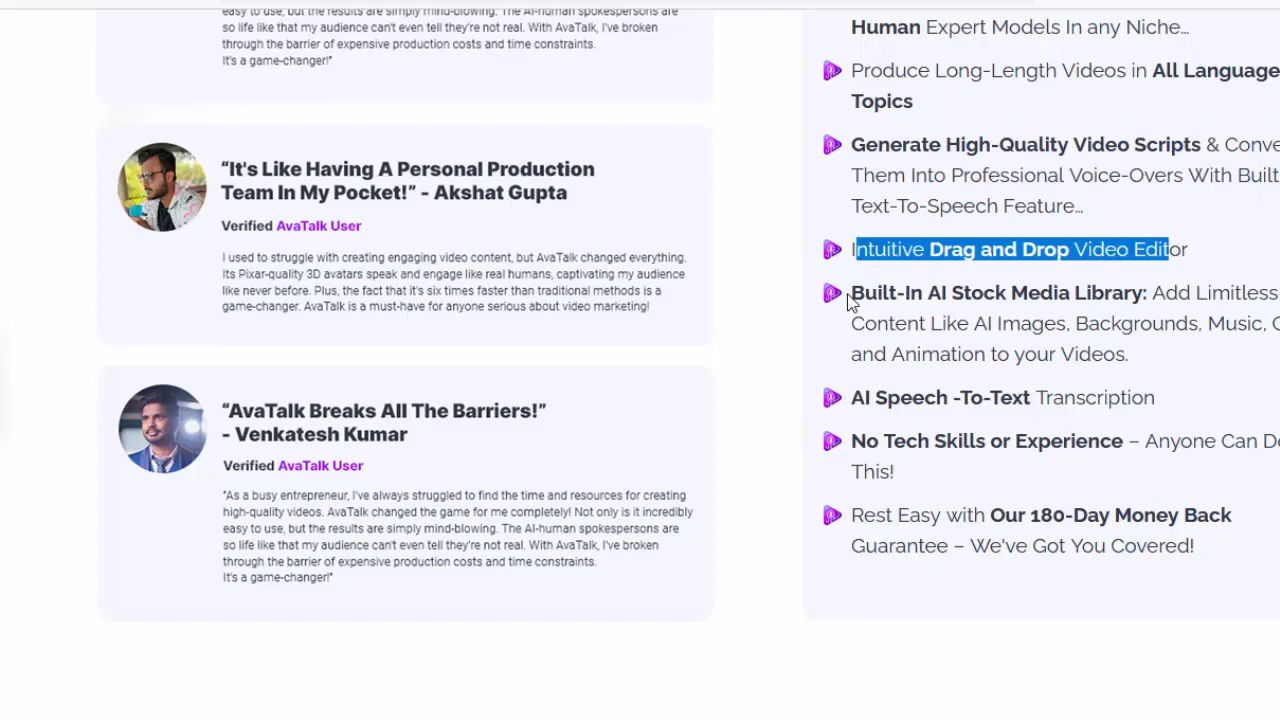 easy to use, but the results are simply mind-blowing. The AI-human spokespersons are
so life like that my audience can't even tell they're not real. With AvaTalk, I've broken
through the barrier of expensive production costs and time constraints.
It's a game-changer!"
“It's Like Having A Personal Production
Team In My Pocket!” - Akshat Gupta
Verified AvaTalk User
I used to struggle with creating engaging video content, but AvaTalk changed everything.
Its Pixar-quality 3D avatars speak and engage like real humans, captivating my audience
like never before. Plus, the fact that it's six times faster than traditional methods is a
game-changer. AvaTalk is a must-have for anyone serious about video marketing!
“AvaTalk Breaks All The Barriers!”
- Venkatesh Kumar
Verified AvaTalk User
"As a busy entrepreneur, I've always struggled to find the time and resources for creating
high-quality videos. AvaTalk changed the game for me completely! Not only is it incredibly
easy to use, but the results are simply mind-blowing. The AI-human spokespersons are
so life like that my audience can't even tell they're not real. With AvaTalk, I've broken
through the barrier of expensive production costs and time constraints.
It's a game-changer!"
Human Expert Models In any Niche...
Produce Long-Length Videos in All Language
Topics
Generate High-Quality Video Scripts &
Them Into Professional Voice-Overs With Built
Text-To-Speech Feature...
Intuitive Drag and Drop Video Editor
Built-In AI Stock Media Library: Add Limitless
Content Like AI Images, Backgrounds, Music,
and Animation to your Videos.
AI Speech -To-Text Transcription
No Tech Skills or Experience – Anyone Can
This!
Rest Easy with Our 180-Day Money Back
Guarantee – We've Got You Covered!